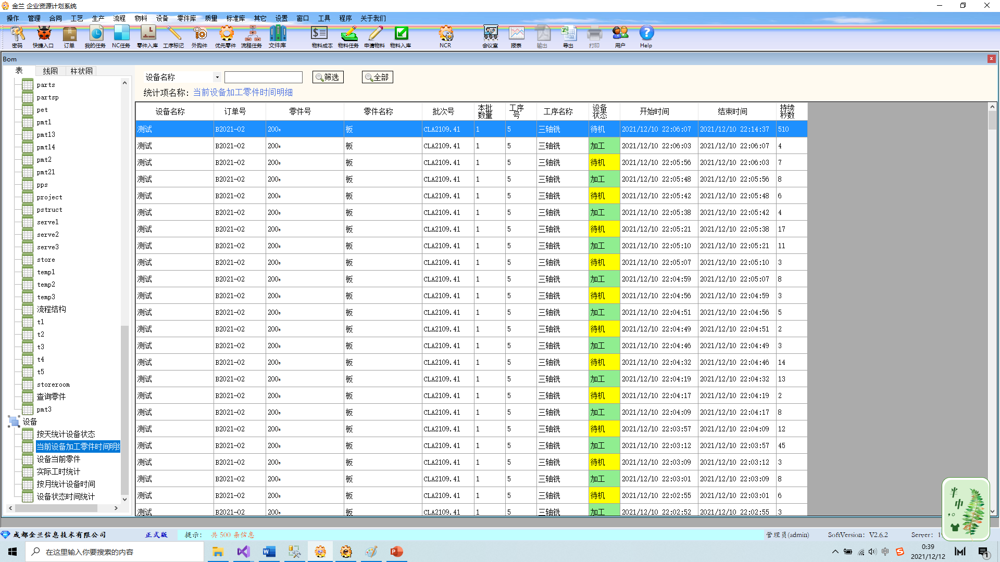 金兰 企业资源计划系统
操作 管理 合同 工艺 生产 流程 物料 设备 零件库 质量 标准库 其它 设置 窗口 工具 程序 关于我们
密码 快捷入口 订单 我的任务 NC任务 零件入库 工序标记 外购件 优先零件 流程任务 文件库 物料成本 物料任务 申请物料 物料入库 NCR 会议室 报表 输出 导出 打印 用户 Help
Bom
表 线图 柱状图
parts
partsp
pet
pmt1
pmt13
pmt14
pmt2
pmt21
pps
project
pstruct
serve1
serve2
serve3
store
temp1
temp2
temp3
流程结构
t1
t2
t3
t4
t5
storeroom
查询零件
pmt3
设备
按天统计设备状态
当前设备加工零件时间明细
设备当前零件
实际工时统计
按月统计设备时间
设备状态时间统计
设备名称 筛选 全部
统计项名称: 当前设备加工零件时间明细
设备名称 订单号 零件号 零件名称 批次号 本批数量 工序号 工序名称 设备状态 开始时间 结束时间 持续秒数
测试 B2021-02 200 板 CLA2109.41 1 5 三轴铣 待机 2021/12/10 22:06:07 2021/12/10 22:14:37 510
测试 B2021-02 200 板 CLA2109.41 1 5 三轴铣 加工 2021/12/10 22:06:03 2021/12/10 22:06:07 4
测试 B2021-02 200 板 CLA2109.41 1 5 三轴铣 待机 2021/12/10 22:05:56 2021/12/10 22:06:03 7
测试 B2021-02 200 板 CLA2109.41 1 5 三轴铣 加工 2021/12/10 22:05:48 2021/12/10 22:05:56 8
测试 B2021-02 200 板 CLA2109.41 1 5 三轴铣 待机 2021/12/10 22:05:42 2021/12/10 22:05:48 6
测试 B2021-02 200 板 CLA2109.41 1 5 三轴铣 加工 2021/12/10 22:05:38 2021/12/10 22:05:42 4
测试 B2021-02 200 板 CLA2109.41 1 5 三轴铣 待机 2021/12/10 22:05:21 2021/12/10 22:05:38 17
测试 B2021-02 200 板 CLA2109.41 1 5 三轴铣 加工 2021/12/10 22:05:10 2021/12/10 22:05:21 11
测试 B2021-02 200 板 CLA2109.41 1 5 三轴铣 待机 2021/12/10 22:05:07 2021/12/10 22:05:10 3
测试 B2021-02 200 板 CLA2109.41 1 5 三轴铣 加工 2021/12/10 22:04:59 2021/12/10 22:05:07 8
测试 B2021-02 200 板 CLA2109.41 1 5 三轴铣 待机 2021/12/10 22:04:56 2021/12/10 22:04:59 3
测试 B2021-02 200 板 CLA2109.41 1 5 三轴铣 加工 2021/12/10 22:04:51 2021/12/10 22:04:56 5
测试 B2021-02 200 板 CLA2109.41 1 5 三轴铣 待机 2021/12/10 22:04:49 2021/12/10 22:04:51 2
测试 B2021-02 200 板 CLA2109.41 1 5 三轴铣 加工 2021/12/10 22:04:46 2021/12/10 22:04:49 3
测试 B2021-02 200 板 CLA2109.41 1 5 三轴铣 待机 2021/12/10 22:04:32 2021/12/10 22:04:46 14
测试 B2021-02 200 板 CLA2109.41 1 5 三轴铣 加工 2021/12/10 22:04:19 2021/12/10 22:04:32 13
测试 B2021-02 200 板 CLA2109.41 1 5 三轴铣 待机 2021/12/10 22:04:17 2021/12/10 22:04:19 2
测试 B2021-02 200 板 CLA2109.41 1 5 三轴铣 加工 2021/12/10 22:04:09 2021/12/10 22:04:17 8
测试 B2021-02 200 板 CLA2109.41 1 5 三轴铣 待机 2021/12/10 22:03:57 2021/12/10 22:04:09 12
测试 B2021-02 200 板 CLA2109.41 1 5 三轴铣 加工 2021/12/10 22:03:12 2021/12/10 22:03:57 45
测试 B2021-02 200 板 CLA2109.41 1 5 三轴铣 待机 2021/12/10 22:03:09 2021/12/10 22:03:12 3
测试 B2021-02 200 板 CLA2109.41 1 5 三轴铣 加工 2021/12/10 22:03:01 2021/12/10 22:03:09 8
测试 B2021-02 200 板 CLA2109.41 1 5 三轴铣 待机 2021/12/10 22:02:55 2021/12/10 22:03:01 6
测试 B2021-02 200 板 CLA2109.41 1 5 三轴铣 加工 2021/12/10 22:02:52 2021/12/10 22:02:55 3
半
中
成都金兰信息技术有限公司 正式版 提示: 共 500 条信息 管理员(admin) SoftVersion: V2.6.2 Server:
在这里输入你要搜索的内容
中
0:39
2021/12/12
1